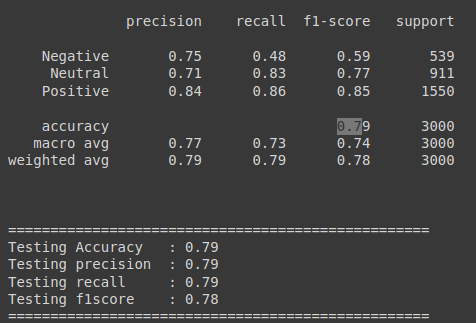 precision recall f1-score support
Negative 0.75 0.48 0.59 539
Neutral 0.71 0.83 0.77 911
Positive 0.84 0.86 0.85 1550
accuracy 0.79 3000
macro avg 0.77 0.73 0.74 3000
weighted avg 0.79 0.79 0.78 3000
==================================================
Testing Accuracy : 0.79
Testing precision : 0.79
Testing recall : 0.79
Testing f1score : 0.78
==================================================